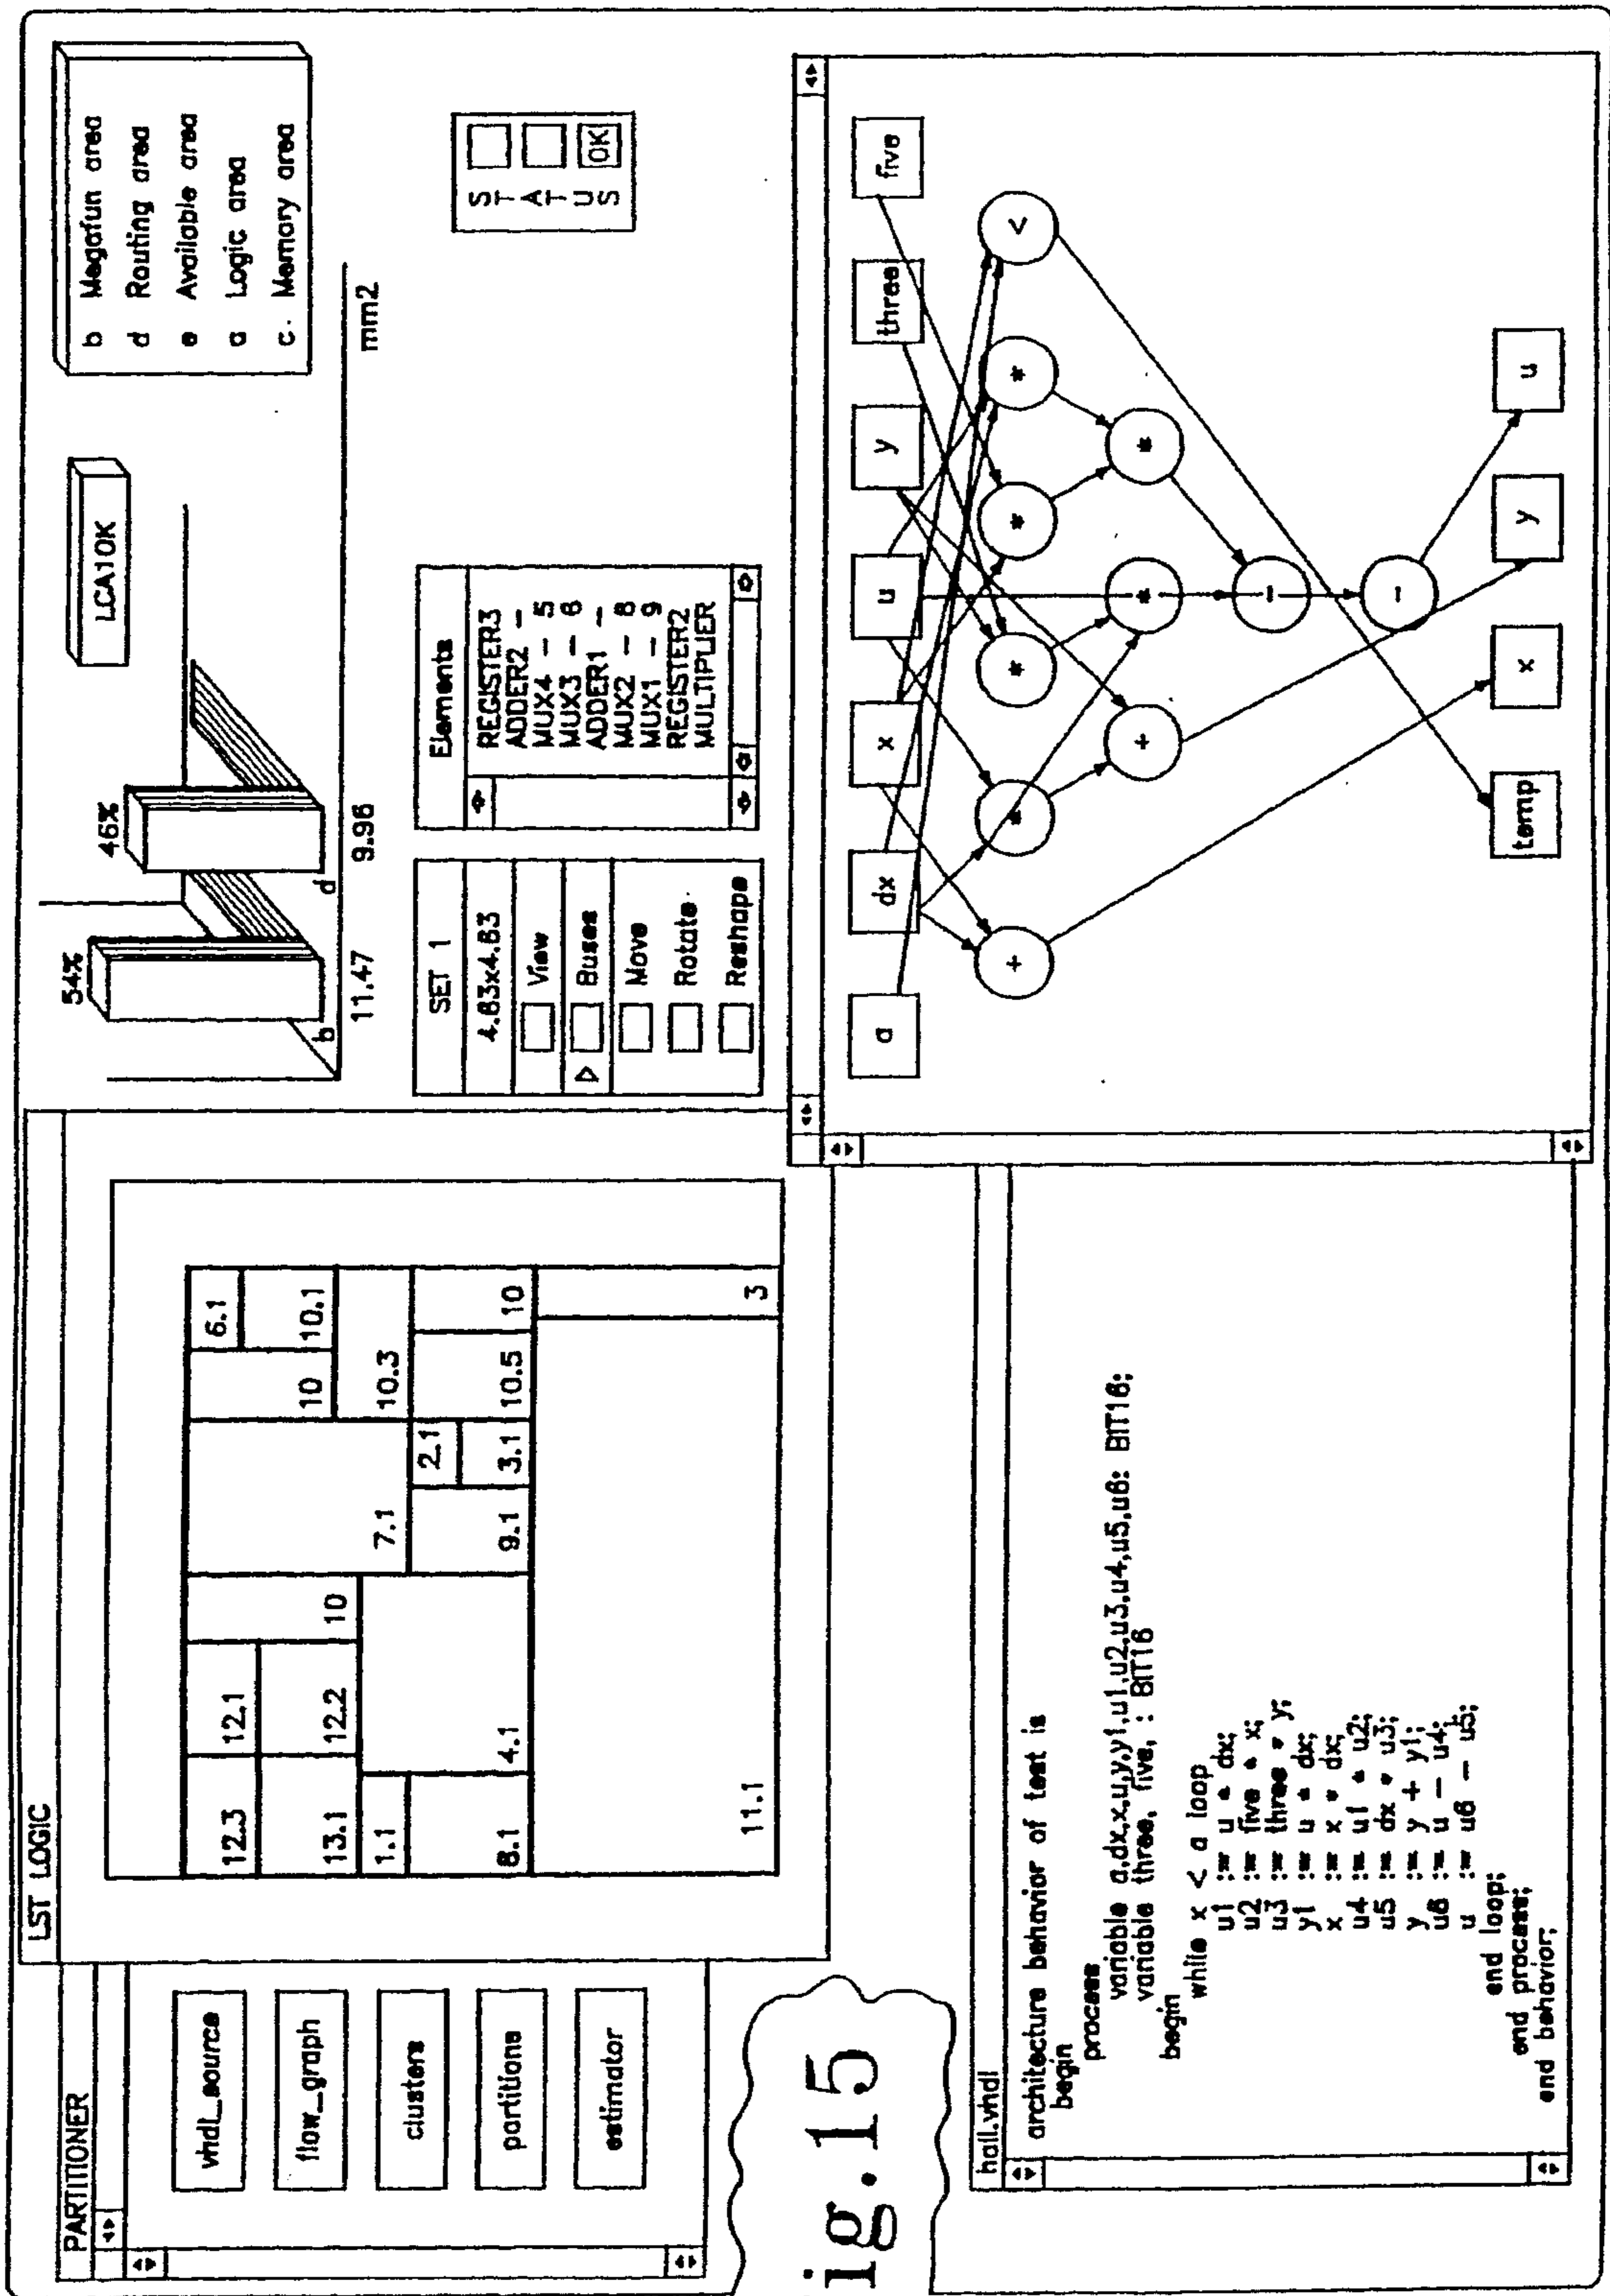 PARTITIONER
vhdl_source
flow_graph
clusters
partitions
estimator
LST LOGIC
12.3
12.1
10
7.1
10
6.1
13.1
12.2
10.1
1.1
4.1
10.3
8.1
9.1
2.1
3.1
10.5
10
11.1
3
54%
46%
LCA10K
b
d
11.47
9.96
mm2
b Megafun area
d Routing area
e Available area
a Logic area
c. Memory area
SET 1
4.63x4.63
View
Buses
Move
Rotate
Reshape
Elements
REGISTER3
ADDER2 –
MUX4 – 5
MUX3 – 6
ADDER1 –
MUX2 – 8
MUX1 – 9
REGISTER2
MULTIPLIER
STATUS
OK
ig.15
hall.vhdl
architecture behavior of test is
begin
process
variable a,dx,x,u,y,y1,u1,u2,u3,u4,u5,u6: BIT16;
variable three, five, : BIT16
begin
while x < a loop
u1 := u * dx;
u2 := five * x;
u3 := three * y;
y1 := u * dx;
x := x * dx;
u4 := u1 * u2;
u5 := dx * u3;
y := y + y1;
u6 := u – u4;
u := u6 – u5;
end loop;
end process;
end behavior;
a
dx
x
u
y
three
five
+
*
*
*
*
<
+
*
*
–
–
temp
x
y
u